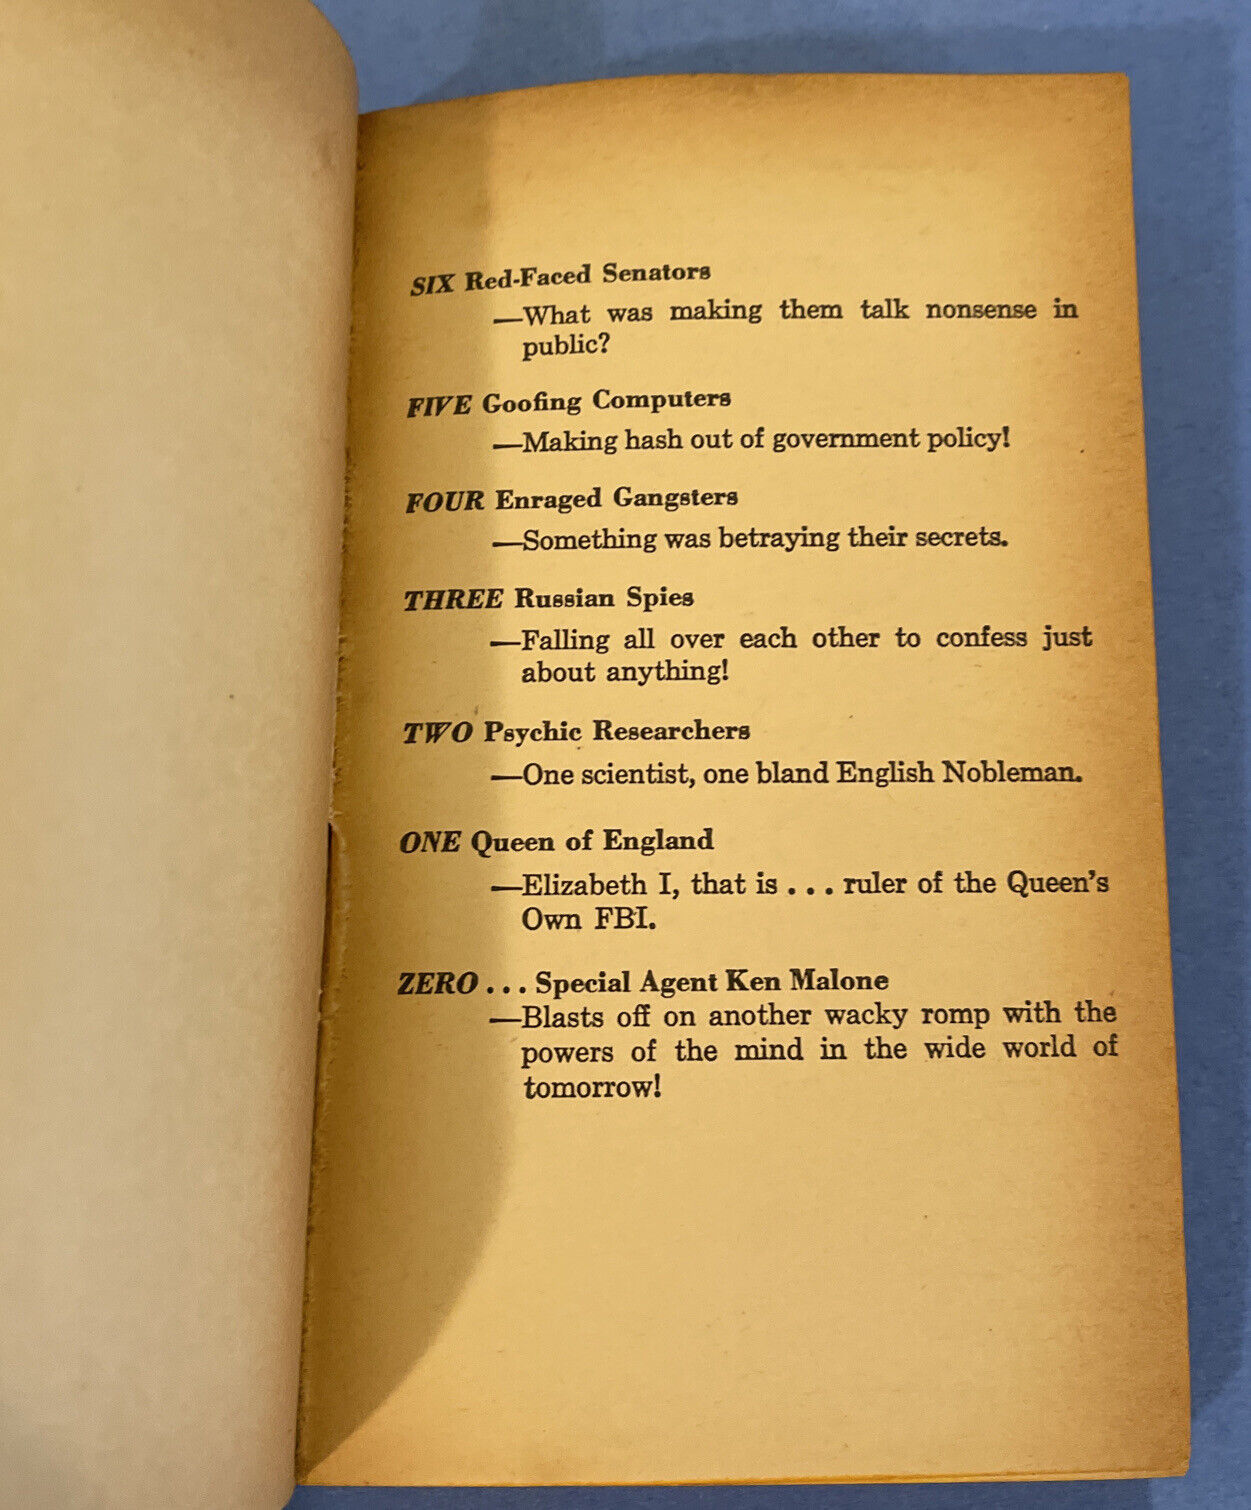 SIX Red-Faced Senators
—What was making them talk nonsense in
public?
FIVE Goofing Computers
—Making hash out of government policy!
FOUR Enraged Gangsters
—Something was betraying their secrets.
THREE Russian Spies
—Falling all over each other to confess just
about anything!
TWO Psychic Researchers
—One scientist, one bland English Nobleman.
ONE Queen of England
—Elizabeth I, that is . . . ruler of the Queen's
Own FBI.
ZERO . . . Special Agent Ken Malone
—Blasts off on another wacky romp with the
powers of the mind in the wide world of
tomorrow!